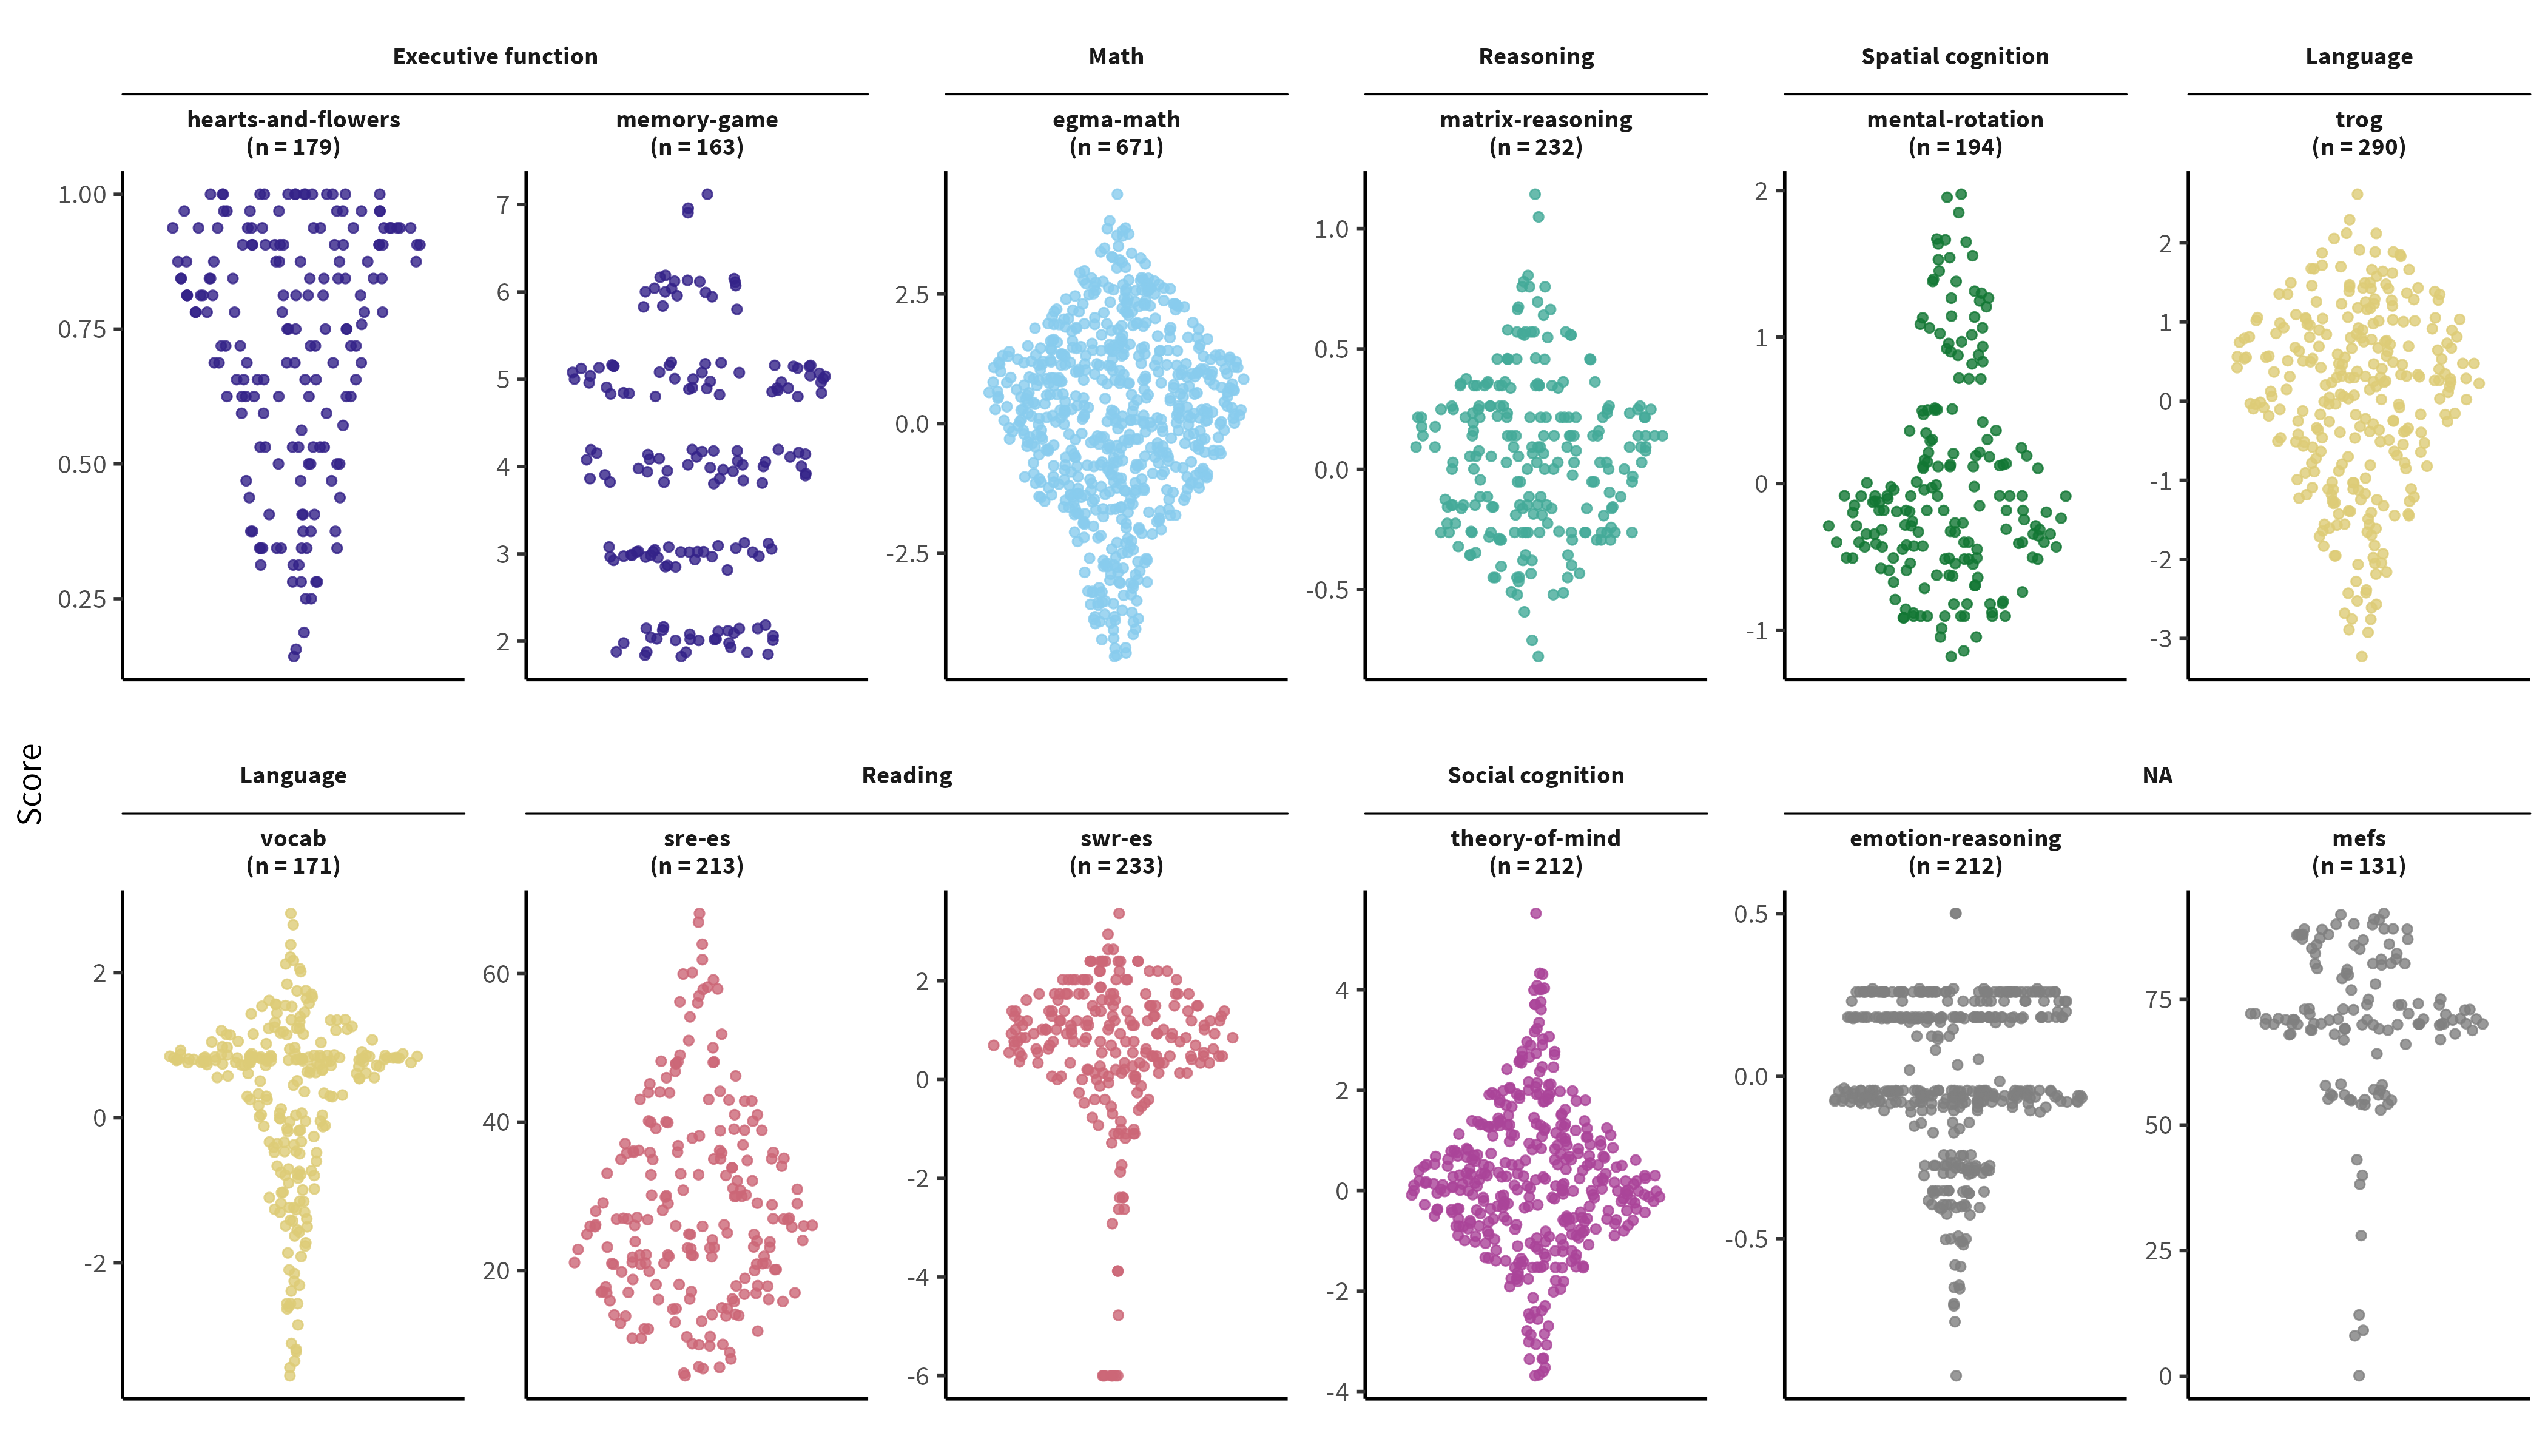 Executive function
Math
Reasoning
Spatial cognition
Language
hearts-and-flowers
(n = 179)
memory-game
(n = 163)
egma-math
(n = 671)
matrix-reasoning
(n = 232)
mental-rotation
(n = 194)
trog
(n = 290)
1.00
0.75
0.50
0.25
7
6
5
4
3
2
2.5
0.0
-2.5
1.0
0.5
0.0
-0.5
2
1
0
-1
2
1
0
-1
-2
-3
Score
Language
Reading
Social cognition
NA
vocab
(n = 171)
sre-es
(n = 213)
swr-es
(n = 233)
theory-of-mind
(n = 212)
emotion-reasoning
(n = 212)
mefs
(n = 131)
2
0
-2
60
40
20
2
0
-2
-4
-6
4
2
0
-2
-4
0.5
0.0
-0.5
75
50
25
0